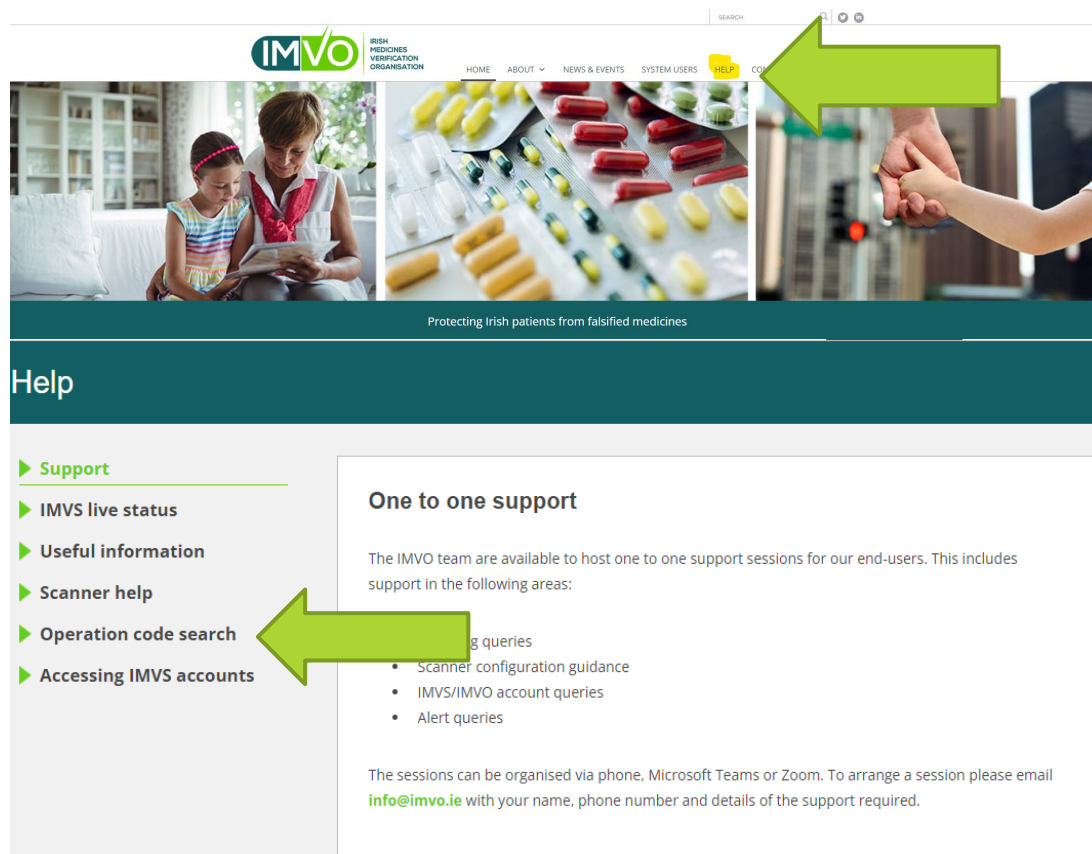 SEARCH
IMVO
IRISH
MEDICINES
VERIFICATION
ORGANISATION
HOME ABOUT NEWS & EVENTS SYSTEM USERS HELP
Protecting Irish patients from falsified medicines
Help
Support
IMVS live status
Useful information
Scanner help
Operation code search
Accessing IMVS accounts
One to one support
The IMVO team are available to host one to one support sessions for our end-users. This includes
support in the following areas:
queries
• Scanner configuration guidance
• IMVS/IMVO account queries
• Alert queries
The sessions can be organised via phone, Microsoft Teams or Zoom. To arrange a session please email
info@imvo.ie with your name, phone number and details of the support required.